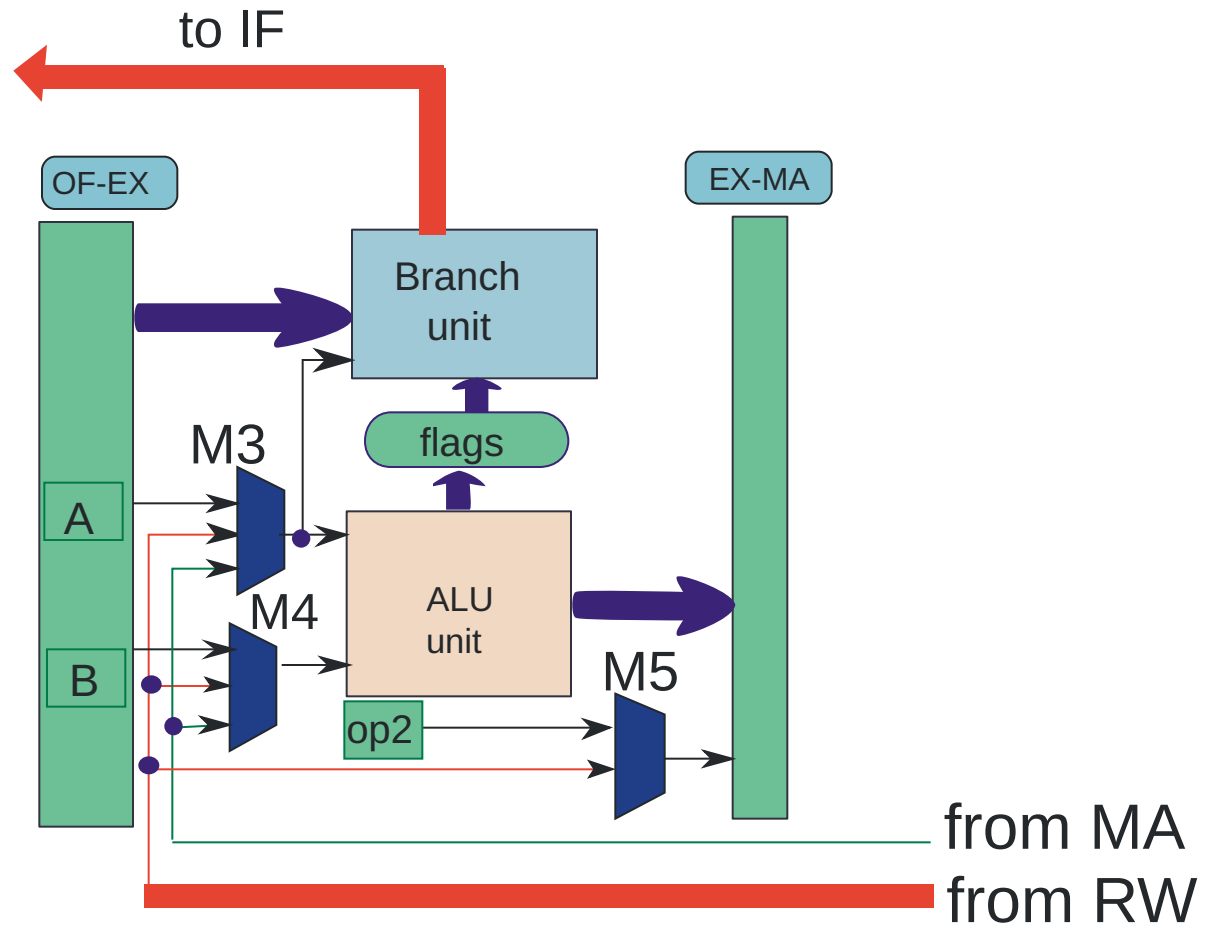 to IF
OF-EX
EX-MA
Branch
unit
flags
M3
A
ALU
unit
M4
B
M5
op2
from MA
from RW